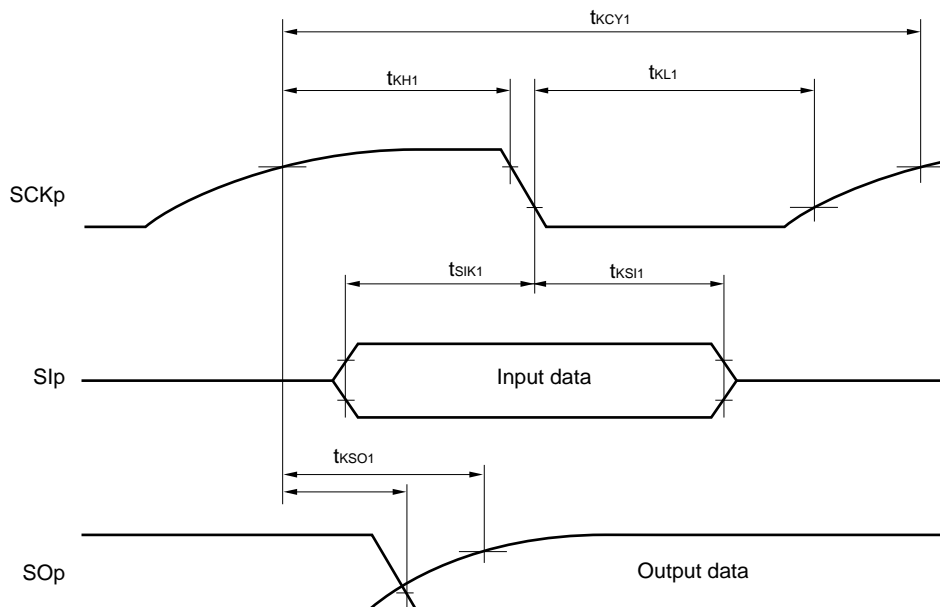 tKCY1
tKH1
tKL1
SCKp
tSIK1
tKSI1
SIp
Input data
tKSO1
SOp
Output data